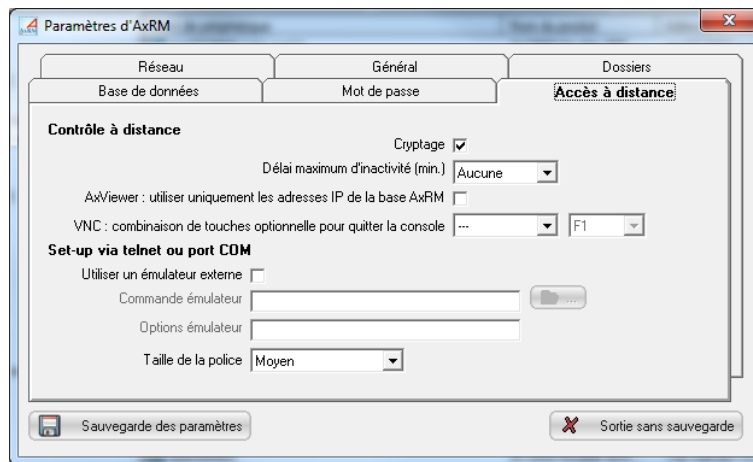 Paramètres d'AxRM
Réseau
Général
Dossiers
Base de données
Mot de passe
Accès à distance
Contrôle à distance
Cryptage
Délai maximum d'inactivité (min.) Aucune
AxViewer : utiliser uniquement les adresses IP de la base AxRM
VNC : combinaison de touches optionnelle pour quitter la console --- F1
Set-up via telnet ou port COM
Utiliser un émulateur externe
Commande émulateur ...
Options émulateur
Taille de la police Moyen
Sauvegarde des paramètres
Sortie sans sauvegarde